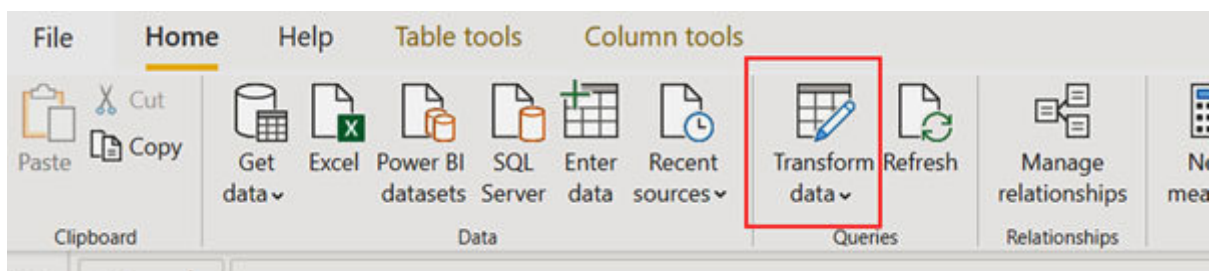 File Home Help Table tools Column tools
Cut
Copy
Paste
Clipboard
Get
data
Excel
Power BI
datasets
SQL
Server
Enter
data
Recent
sources
Data
Transform
data
Refresh
Queries
Manage
relationships
Relationships